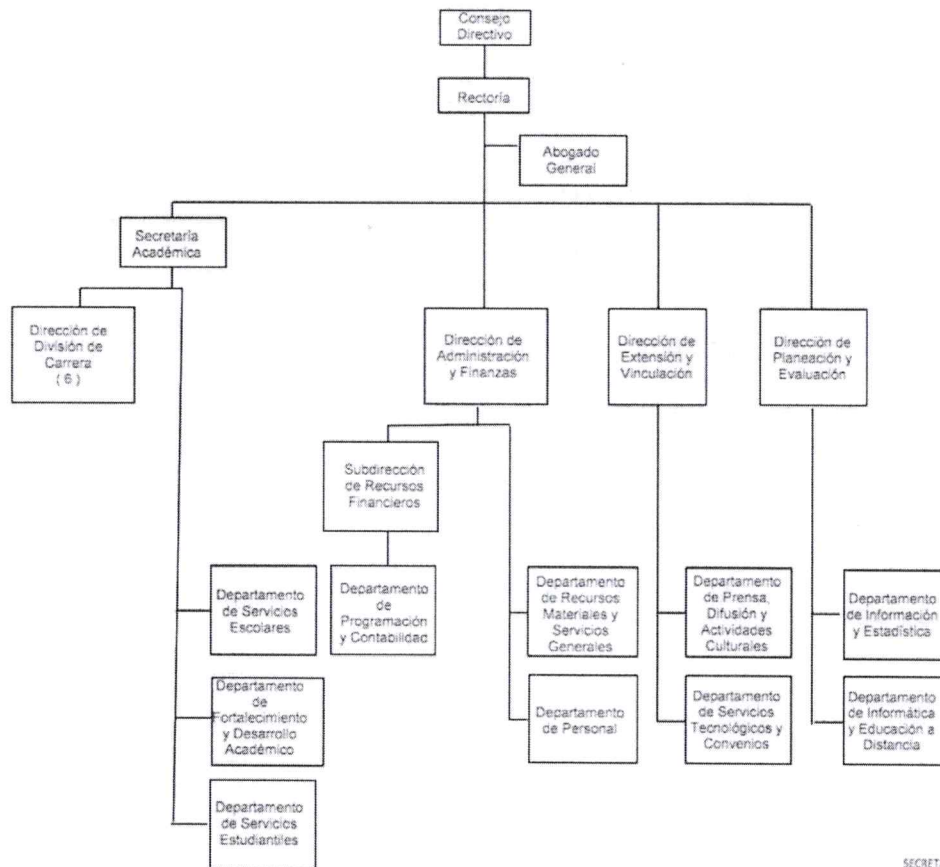 Consejo
Directivo
Rectoría
Abogado
General
Secretaría
Académica
Dirección de
División de
Carrera
( 6 )
Dirección de
Administración
y Finanzas
Dirección de
Extensión y
Vinculación
Dirección de
Planeación y
Evaluación
Subdirección
de Recursos
Financieros
Departamento
de Servicios
Escolares
Departamento
de
Programación
y Contabilidad
Departamento
de Recursos
Materiales y
Servicios
Generales
Departamento
de Prensa,
Difusión y
Actividades
Culturales
Departamento
de Información
y Estadística
Departamento
de
Fortalecimiento
y Desarrollo
Académico
Departamento
de Personal
Departamento
de Servicios
Tecnológicos y
Convenios
Departamento
de Informática
y Educación a
Distancia
Departamento
de Servicios
Estudiantiles
SECRET